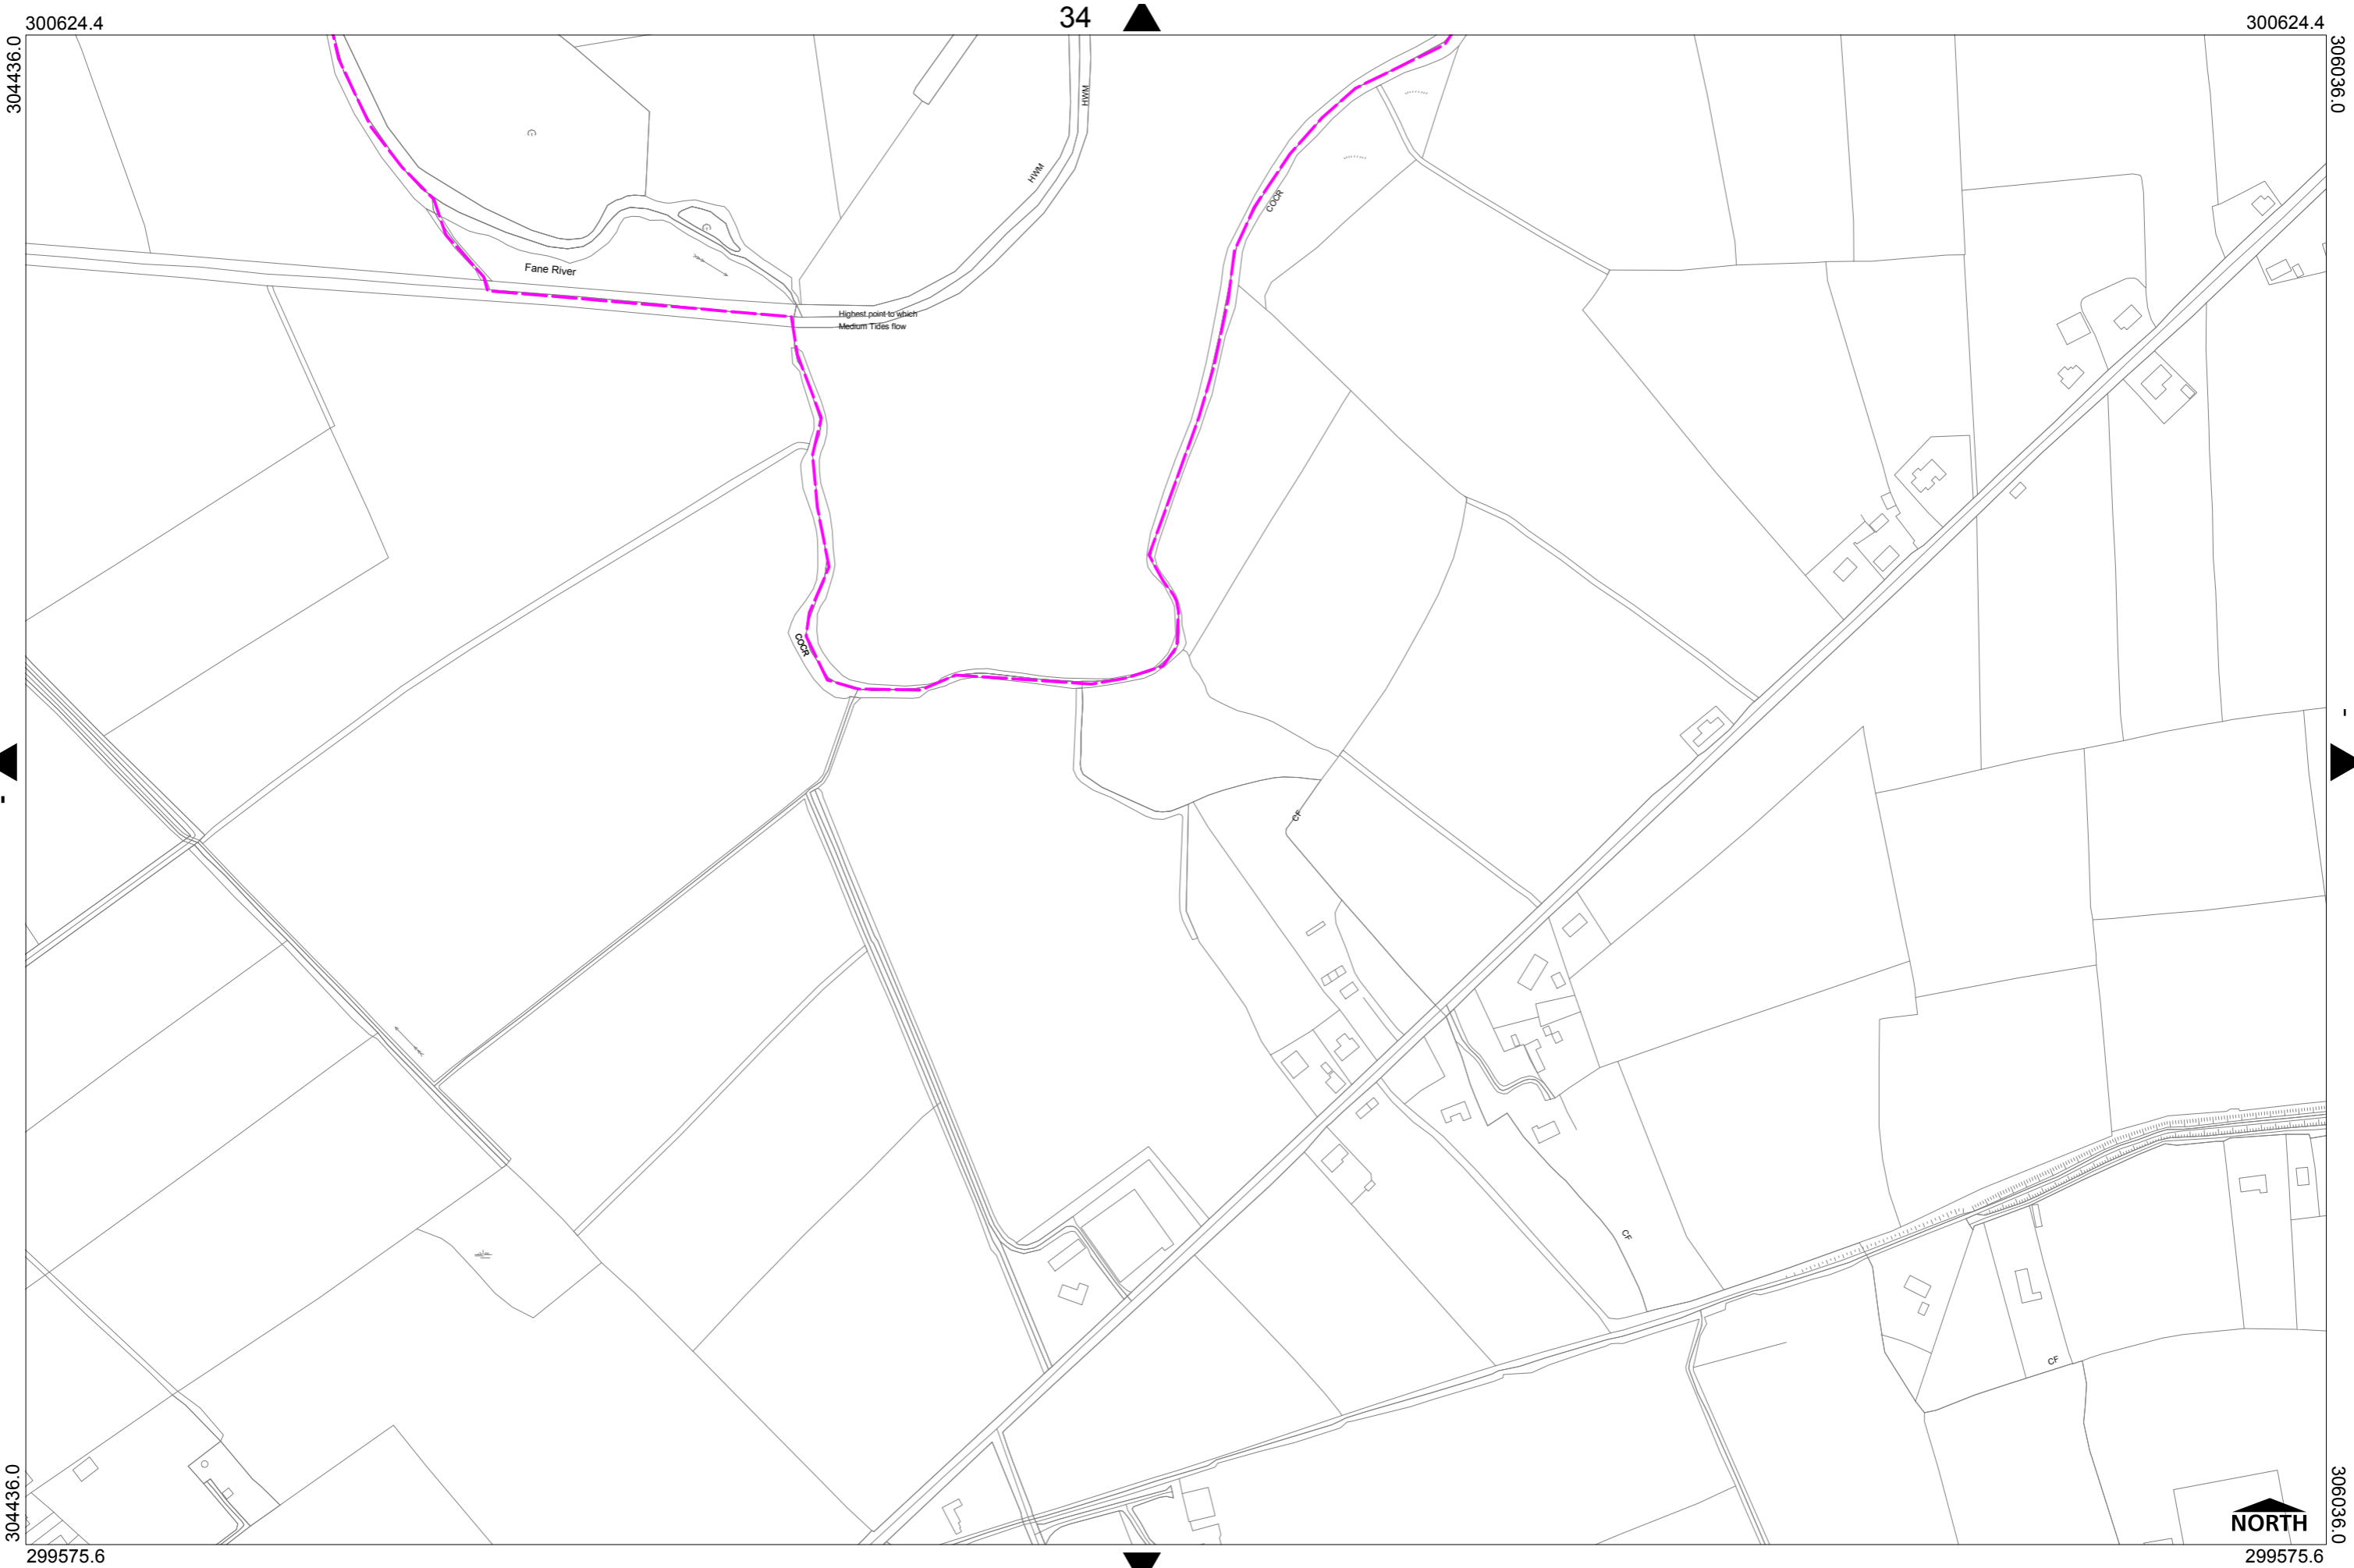 34
300624.4
300624.4
304436.0
306036.0
HWM
HWM
COCR
Fane River
Highest point to which
Medium Tides flow
COCR
-
-
CF
CF
CF
304436.0
306036.0
NORTH
299575.6
299575.6